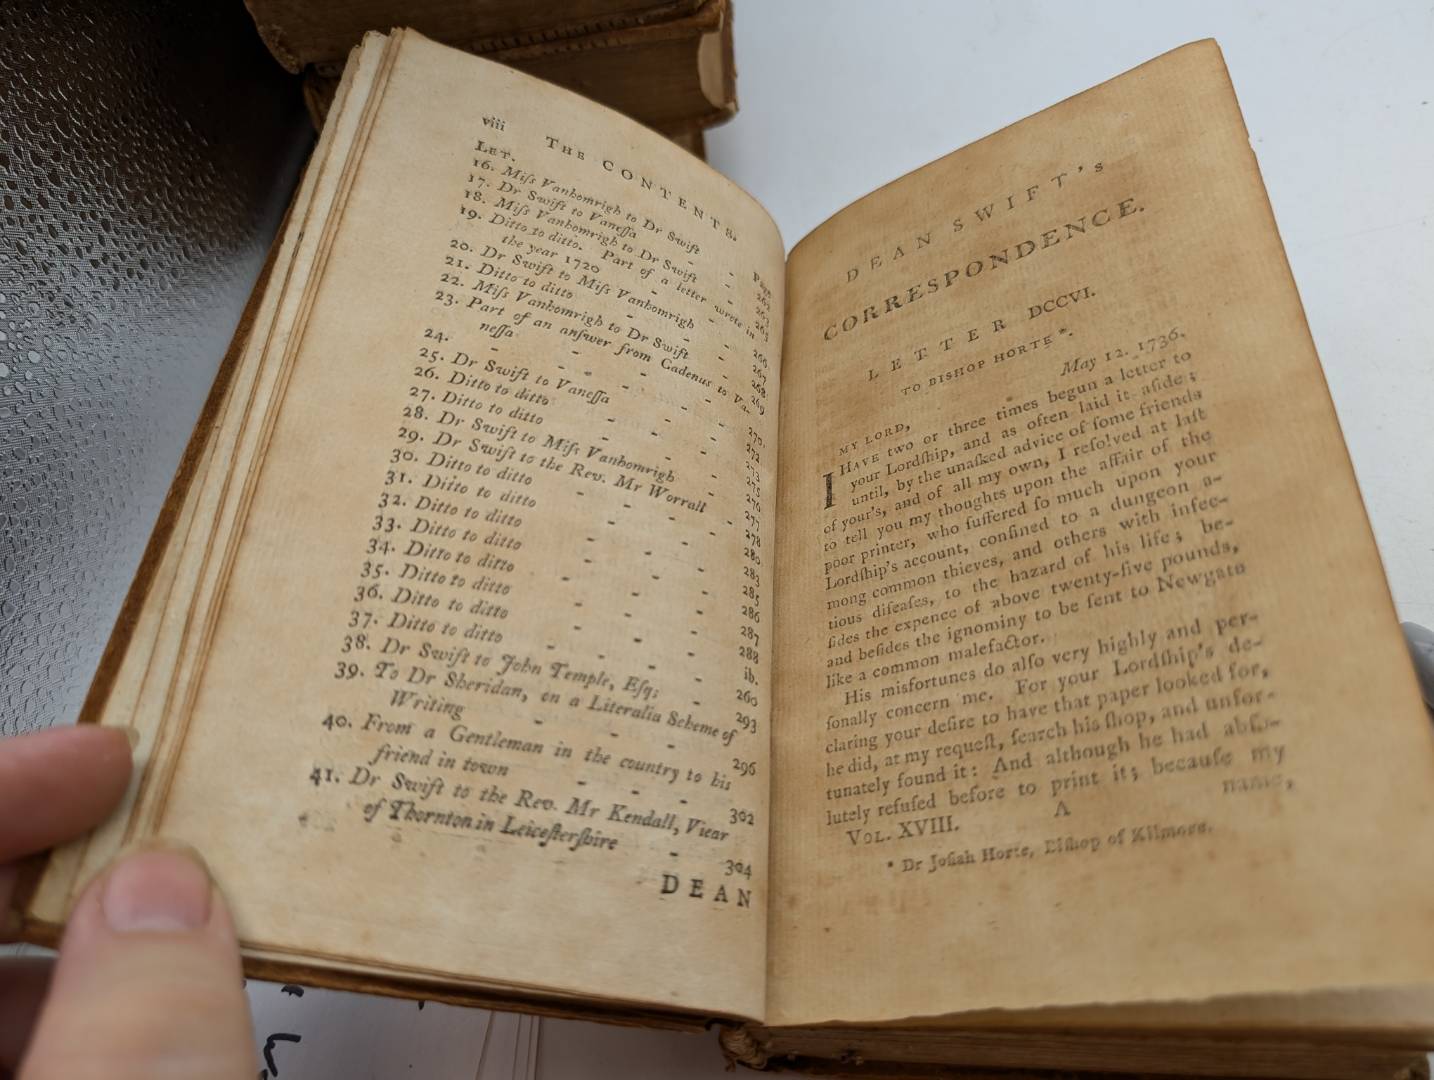 viii THE CONTENTS.
LET. Page
16. Miſs Vanhomrigh to Dr Swift - 262
17. Dr Swift to Vaneſſa - 263
18. Miſs Vanhomrigh to Dr Swift - 265
19. Ditto to ditto. Part of a letter wrote in
the year 1720 - 266
20. Dr Swift to Miſs Vanhomrigh - 267
21. Ditto to ditto - 268
22. Miſs Vanhomrigh to Dr Swift - 269
23. Part of an anſwer from Cadenus to Va-
neſſa - - - 270.
24. - - - 272
25. Dr Swift to Vaneſſa - - 273
26. Ditto to ditto - - - 275
27. Ditto to ditto - - - 276
28. Dr Swift to Miſs Vanhomrigh - 277
29. Dr Swift to the Rev. Mr Worrall - 278
30. Ditto to ditto - - - 280
31. Ditto to ditto - - - 283
32. Ditto to ditto - - - 285
33. Ditto to ditto - - - 286
34. Ditto to ditto - - - 287
35. Ditto to ditto - - - 288
36. Ditto to ditto - - - ib.
37. Ditto to ditto - - - 260
38. Dr Swift to John Temple, Eſq; - 293
39. To Dr Sheridan, on a Literalia Scheme of
Writing - - - 296
40. From a Gentleman in the country to his
friend in town - - - 302
41. Dr Swift to the Rev. Mr Kendall, Vicar
of Thornton in Leiceſterſhire - 304
DEAN
DEAN SWIFT's
CORRESPONDENCE.
LETTER DCCVI.
TO BISHOP HORTE *.
May 12. 1736.
MY LORD,
I HAVE two or three times begun a letter to
your Lordſhip, and as often laid it aſide;
until, by the unaſked advice of ſome friends
of your's, and of all my own, I reſolved at laſt
to tell you my thoughts upon the affair of the
poor printer, who ſuffered ſo much upon your
Lordſhip's account, confined to a dungeon a-
mong common thieves, and others with infec-
tious diſeaſes, to the hazard of his life; be-
ſides the expence of above twenty-five pounds,
and beſides the ignominy to be ſent to Newgate
like a common malefactor.
His misfortunes do alſo very highly and per-
ſonally concern me. For your Lordſhip's de-
claring your deſire to have that paper looked for,
he did, at my requeſt, ſearch his ſhop, and unfor-
tunately found it: And although he had abſo-
lutely refuſed before to print it; because my
VOL. XVIII. A name,
* Dr Joſiah Horte, Biſhop of Kilmore.